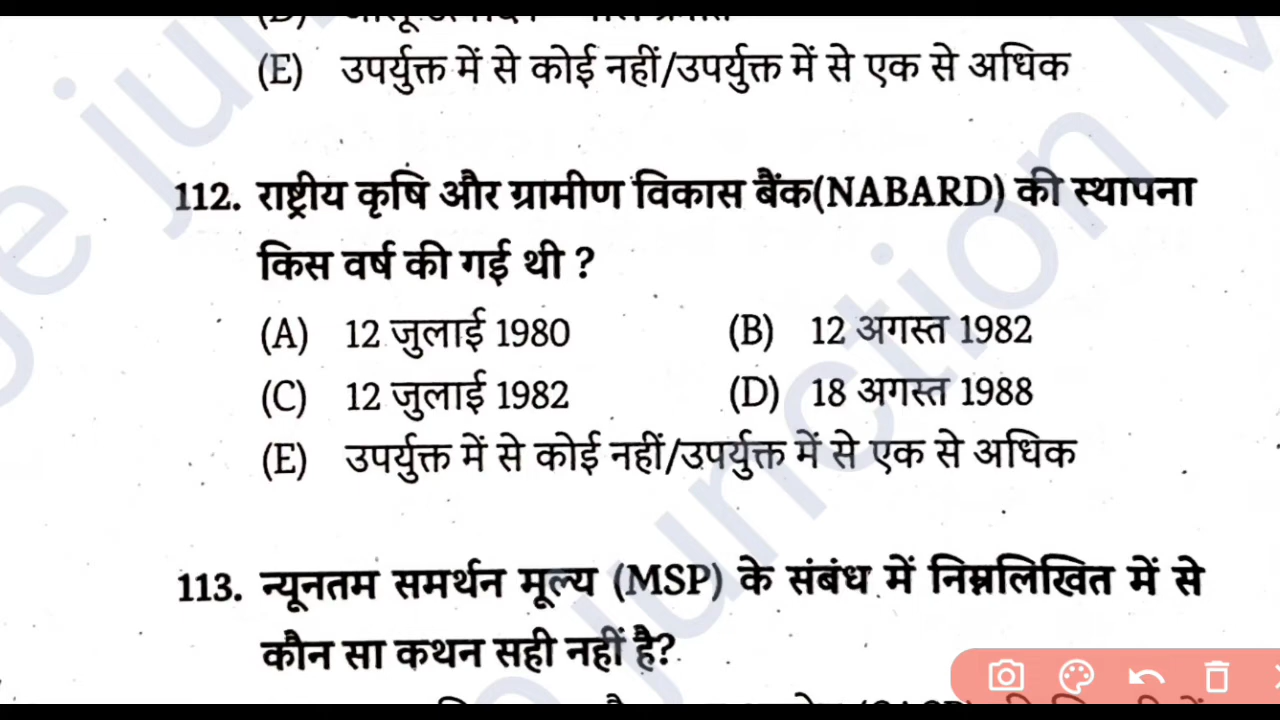 (E) उपर्युक्त में से कोई नहीं/उपर्युक्त में से एक से अधिक
112. राष्ट्रीय कृषि और ग्रामीण विकास बैंक(NABARD) की स्थापना
किस वर्ष की गई थी ?
(A) 12 जुलाई 1980 (B) 12 अगस्त 1982
(C) 12 जुलाई 1982 (D) 18 अगस्त 1988
(E) उपर्युक्त में से कोई नहीं/उपर्युक्त में से एक से अधिक
113. न्यूनतम समर्थन मूल्य (MSP) के संबंध में निम्नलिखित में से
कौन सा कथन सही नहीं है?
junction